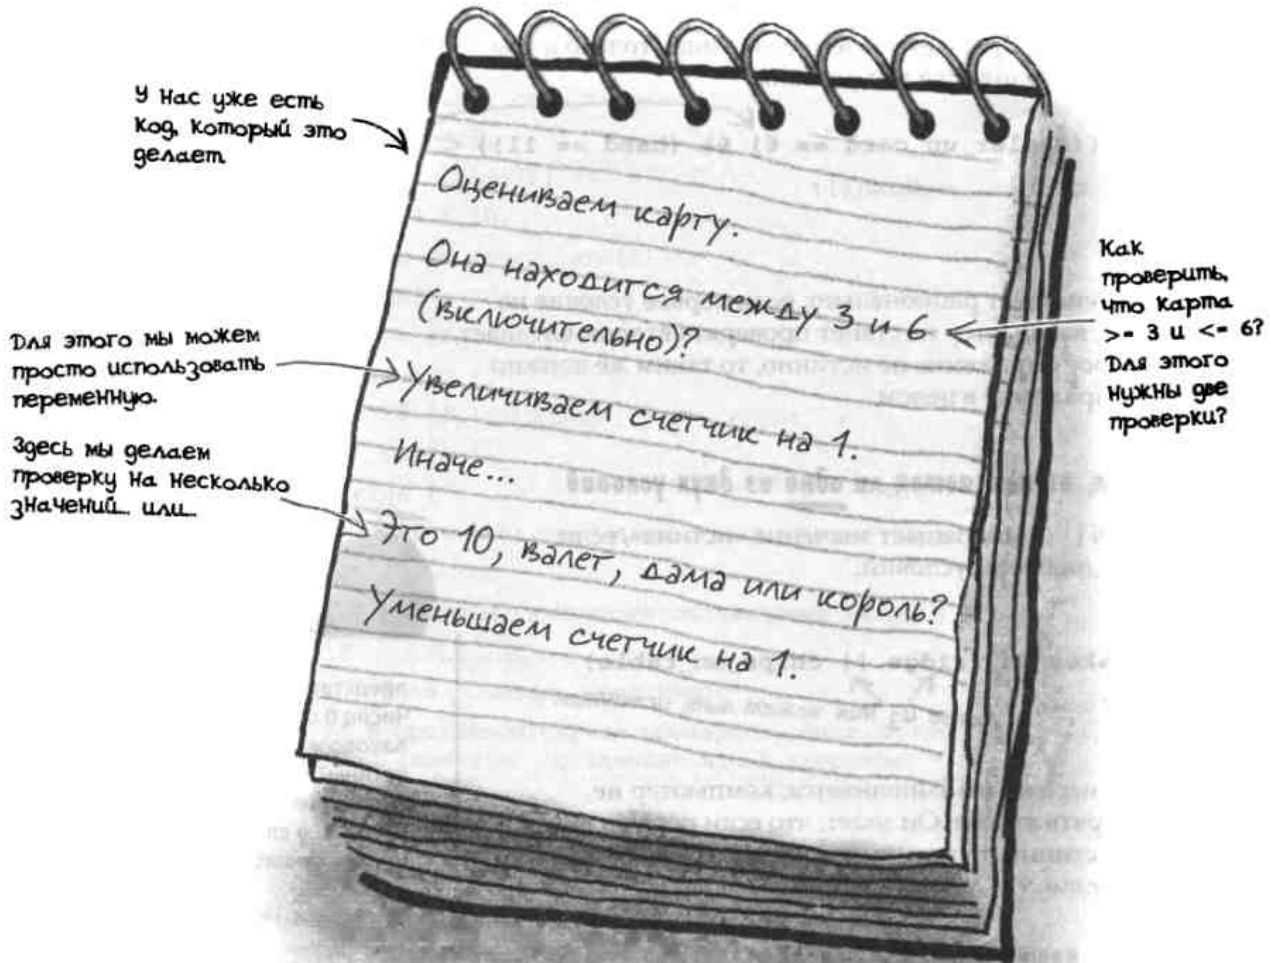 У нас уже есть
код, который это
делает.
Оцениваем карту.
Она находится между 3 и 6
(включительно)?
Как
проверить,
что карта
>= 3 и <= 6?
Для этого
нужны две
проверки?
Для этого мы можем
просто использовать
переменную.
Увеличиваем счетчик на 1.
Иначе...
Здесь мы делаем
проверку на несколько
значений... или...
Это 10, валет, дама или король?
Уменьшаем счетчик на 1.